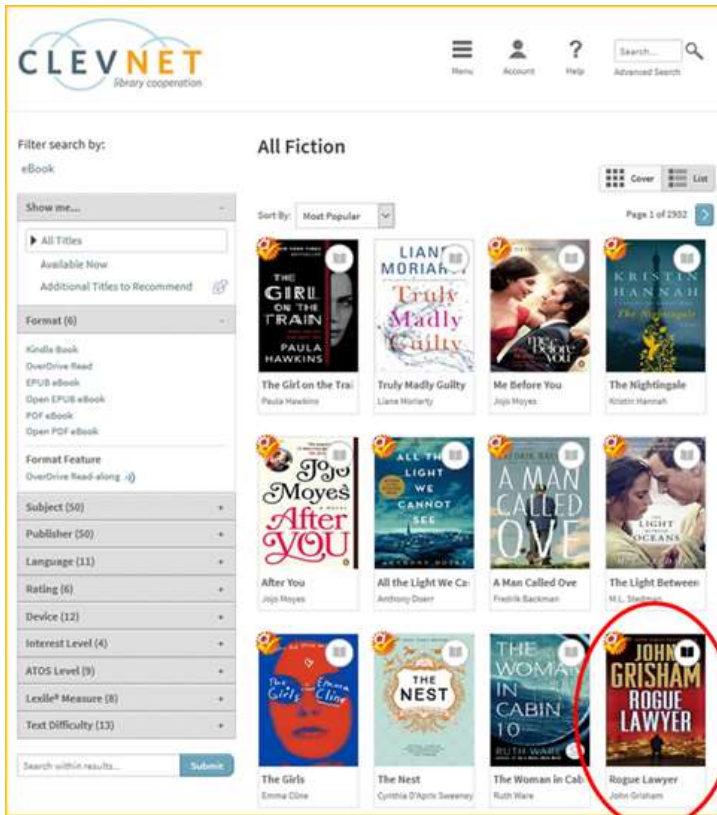 CLEVNET
library cooperation
Menu
Account
Help
Search...
Advanced Search
Filter search by:
eBook
Show me.... -
All Titles
Available Now
Additional Titles to Recommend
Format (6) -
Kindle Book
OverDrive Read
EPUB eBook
Open EPUB eBook
PDF eBook
Open PDF eBook
Format Feature
OverDrive Read-along
Subject (50) +
Publisher (50) +
Language (11) +
Rating (6) +
Device (12) +
Interest Level (4) +
ATOS Level (9) +
Lexile® Measure (8) +
Text Difficulty (13) +
Search within results...
Submit
All Fiction
Cover
List
Sort By: Most Popular
Page 1 of 2932
THE
GIRL
ON THE
TRAIN
PAULA
HAWKINS
The Girl on the Trai
Paula Hawkins
LIANE
Truly
Madly
Guilty
Truly Madly Guilty
Liane Moriarty
me before
you
Me Before You
Jojo Moyes
KRISTIN
HANNAH
The Nightingale
The Nightingale
Kristin Hannah
Jojo
Moyes
After
YOU
After You
Jojo Moyes
LIGHT
WE
CANNOT
SEE
ANTHONY DOERR
All the Light We Ca
Anthony Doerr
A MAN
CALLED
OVE
A Man Called Ove
Fredrik Backman
LIGHT
OCEANS
The Light Between
M.L. Stedman
The
Girls
Emma
Cline
The Girls
Emma Cline
THE
NEST
The Nest
Cynthia D'Aprix Sweeney
THE
IN
CABIN
10
RUTH WARE
The Woman in Cab
Ruth Ware
JOHN
GRISHAM
ROGUE
LAWYER
Rogue Lawyer
John Grisham